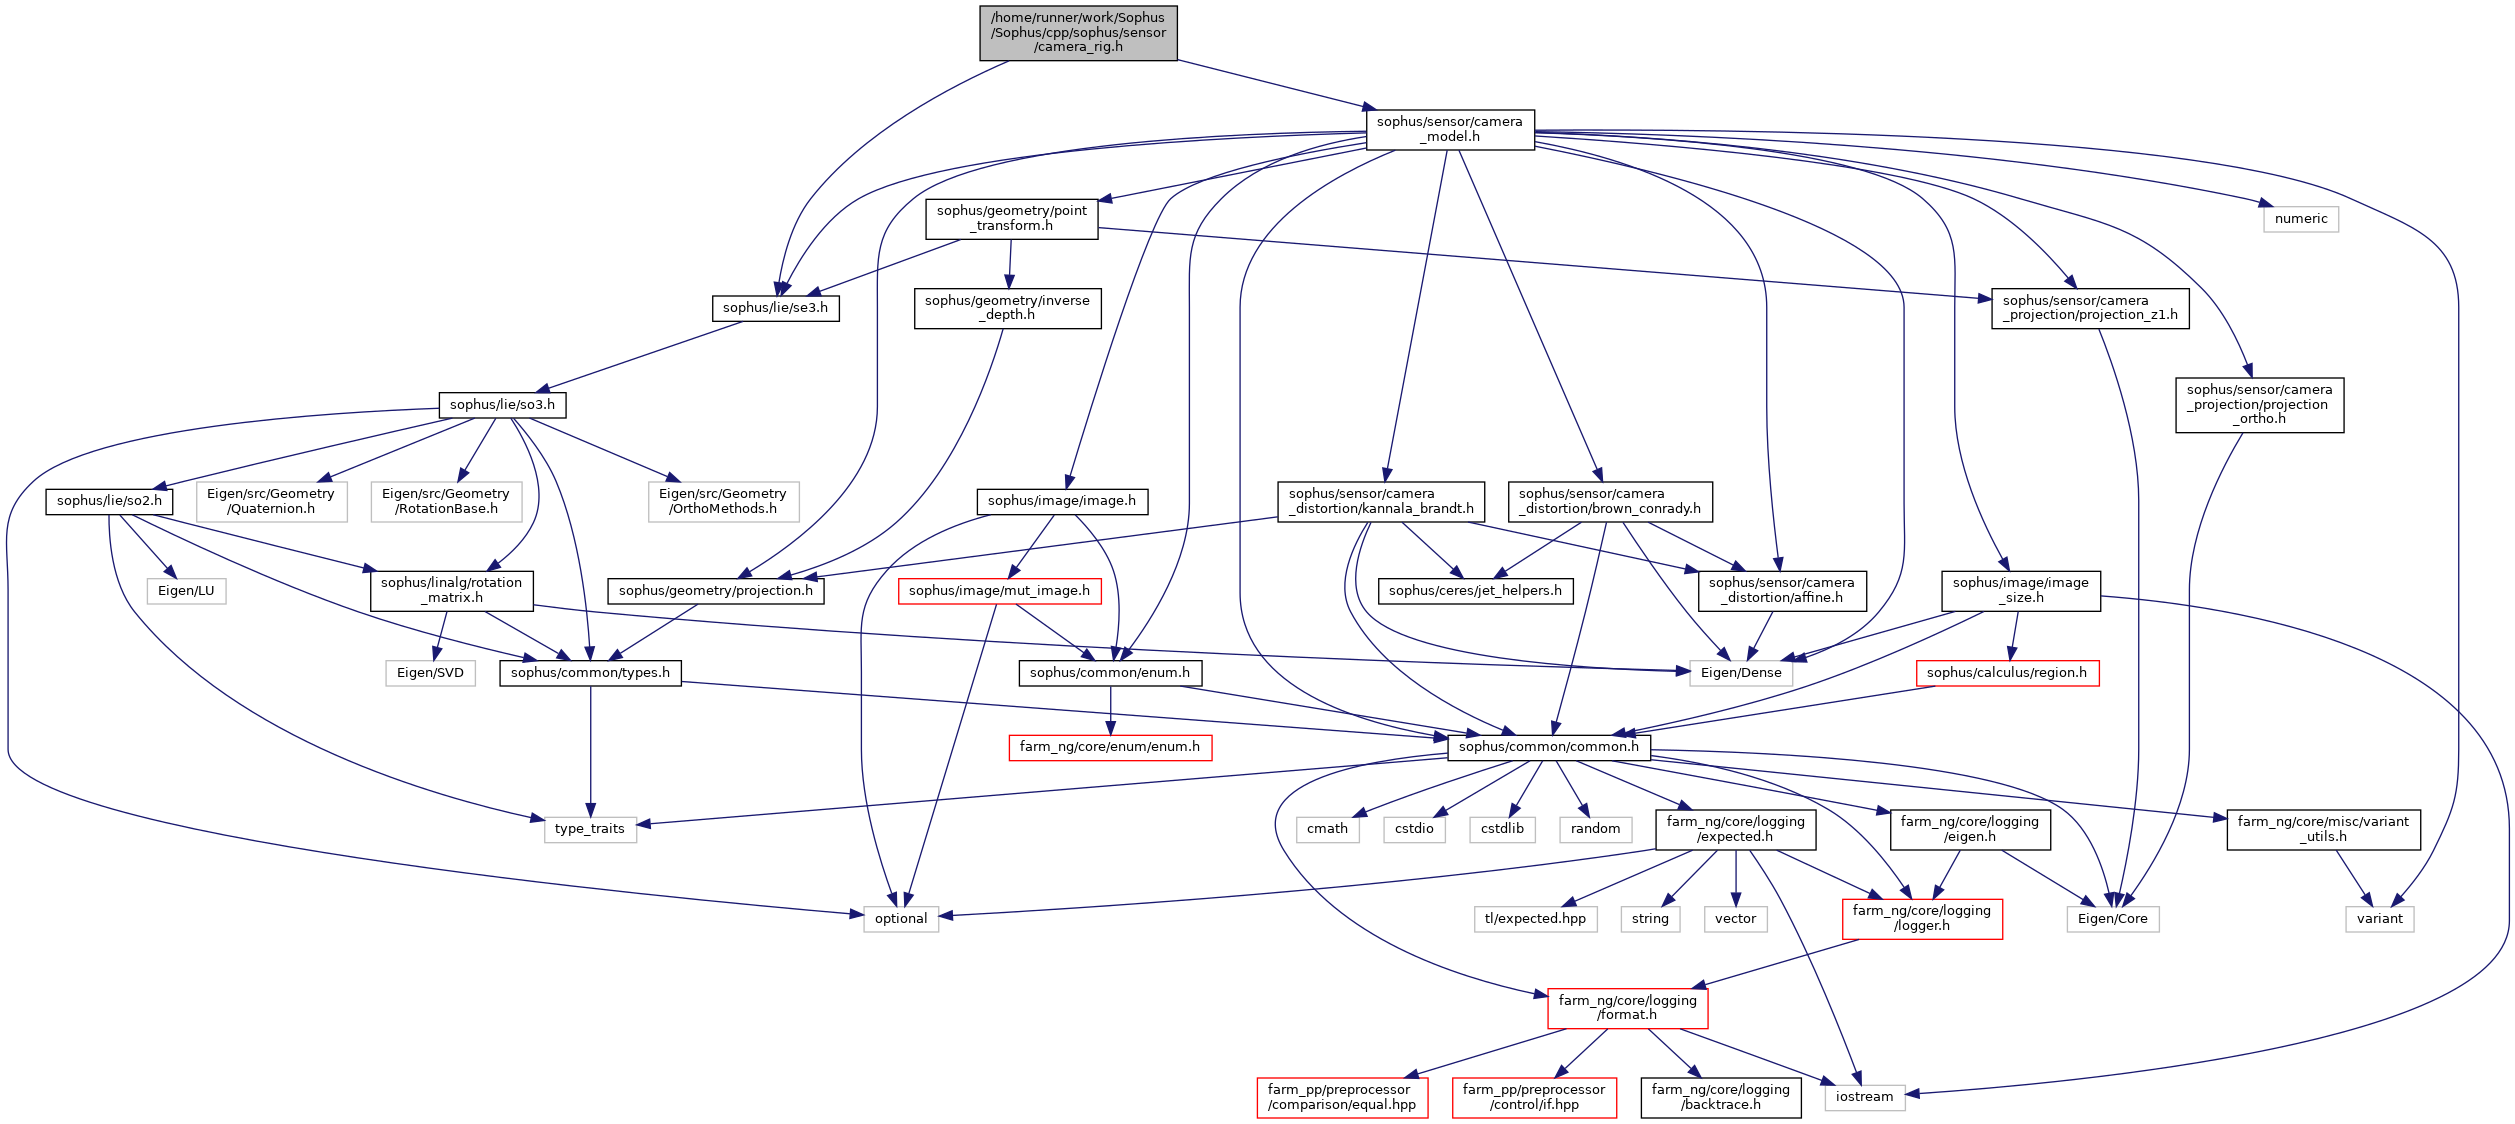 /home/runner/work/Sophus
/Sophus/cpp/sophus/sensor
/camera_rig.h
sophus/sensor/camera
_model.h
sophus/geometry/point
_transform.h
numeric
sophus/lie/se3.h
sophus/geometry/inverse
_depth.h
sophus/sensor/camera
_projection/projection_z1.h
sophus/lie/so3.h
sophus/sensor/camera
_projection/projection
_ortho.h
sophus/lie/so2.h
Eigen/src/Geometry
/Quaternion.h
Eigen/src/Geometry
/RotationBase.h
Eigen/src/Geometry
/OrthoMethods.h
sophus/image/image.h
sophus/sensor/camera
_distortion/kannala_brandt.h
sophus/sensor/camera
_distortion/brown_conrady.h
Eigen/LU
sophus/linalg/rotation
_matrix.h
sophus/geometry/projection.h
sophus/image/mut_image.h
sophus/ceres/jet_helpers.h
sophus/sensor/camera
_distortion/affine.h
sophus/image/image
_size.h
Eigen/SVD
sophus/common/types.h
sophus/common/enum.h
Eigen/Dense
sophus/calculus/region.h
farm_ng/core/enum/enum.h
sophus/common/common.h
type_traits
cmath
cstdio
cstdlib
random
farm_ng/core/logging
/expected.h
farm_ng/core/logging
/eigen.h
farm_ng/core/misc/variant
_utils.h
optional
tl/expected.hpp
string
vector
farm_ng/core/logging
/logger.h
Eigen/Core
variant
farm_ng/core/logging
/format.h
farm_pp/preprocessor
/comparison/equal.hpp
farm_pp/preprocessor
/control/if.hpp
farm_ng/core/logging
/backtrace.h
iostream